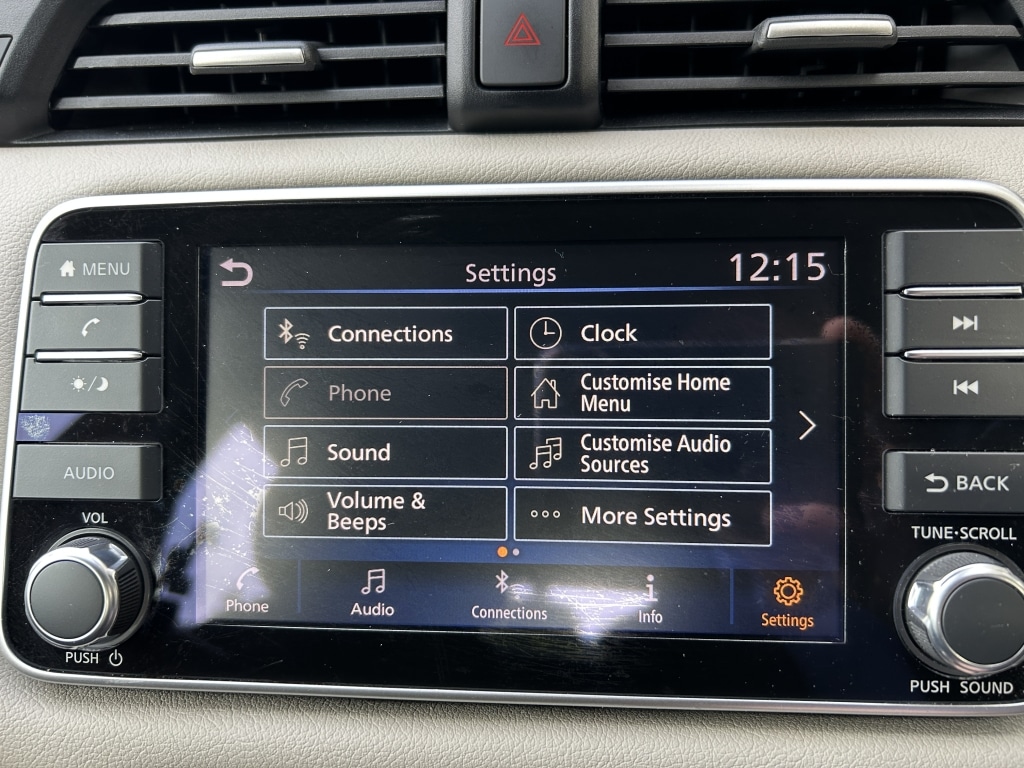 MENU
AUDIO
VOL
PUSH
Settings
12:15
Connections
Clock
Phone
Customise Home
Menu
Sound
Customise Audio
Sources
Volume &
Beeps
More Settings
Phone
Audio
Connections
Info
Settings
BACK
TUNE·SCROLL
PUSH SOUND